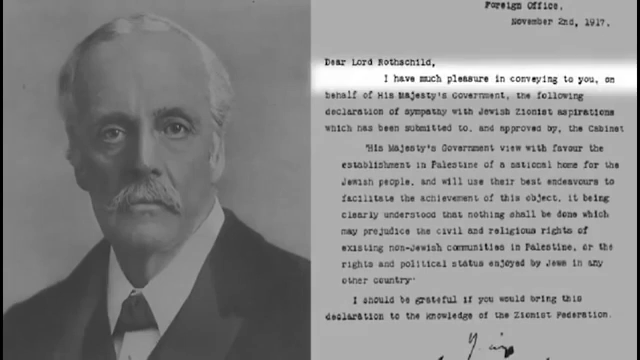 Foreign Office,
November 2nd, 1917.
Dear Lord Rothschild,
I have much pleasure in conveying to you, on
behalf of His Majesty's Government, the following
declaration of sympathy with Jewish Zionist aspirations
which has been submitted to, and approved by, the Cabinet
"His Majesty's Government view with favour the
establishment in Palestine of a national home for the
Jewish people, and will use their best endeavours to
facilitate the achievement of this object, it being
clearly understood that nothing shall be done which
may prejudice the civil and religious rights of
existing non-Jewish communities in Palestine, or the
rights and political status enjoyed by Jews in any
other country"
I should be grateful if you would bring this
declaration to the knowledge of the Zionist Federation.